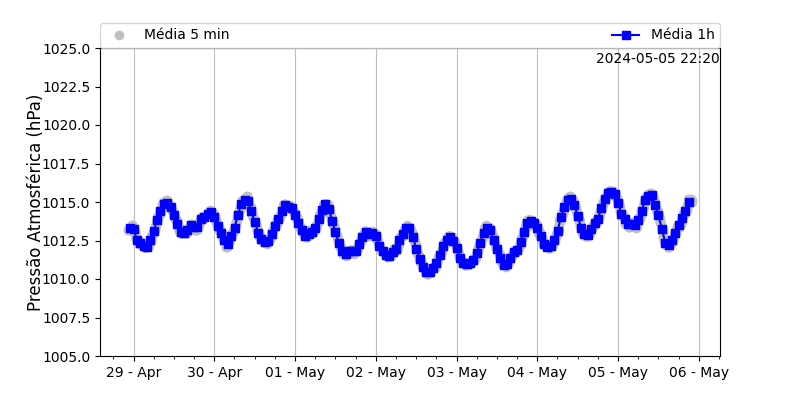 Média 5 min
Média 1h
2024-05-05 22:20
Pressão Atmosférica (hPa)
1025.0
1022.5
1020.0
1017.5
1015.0
1012.5
1010.0
1007.5
1005.0
29 - Apr
30 - Apr
01 - May
02 - May
03 - May
04 - May
05 - May
06 - May